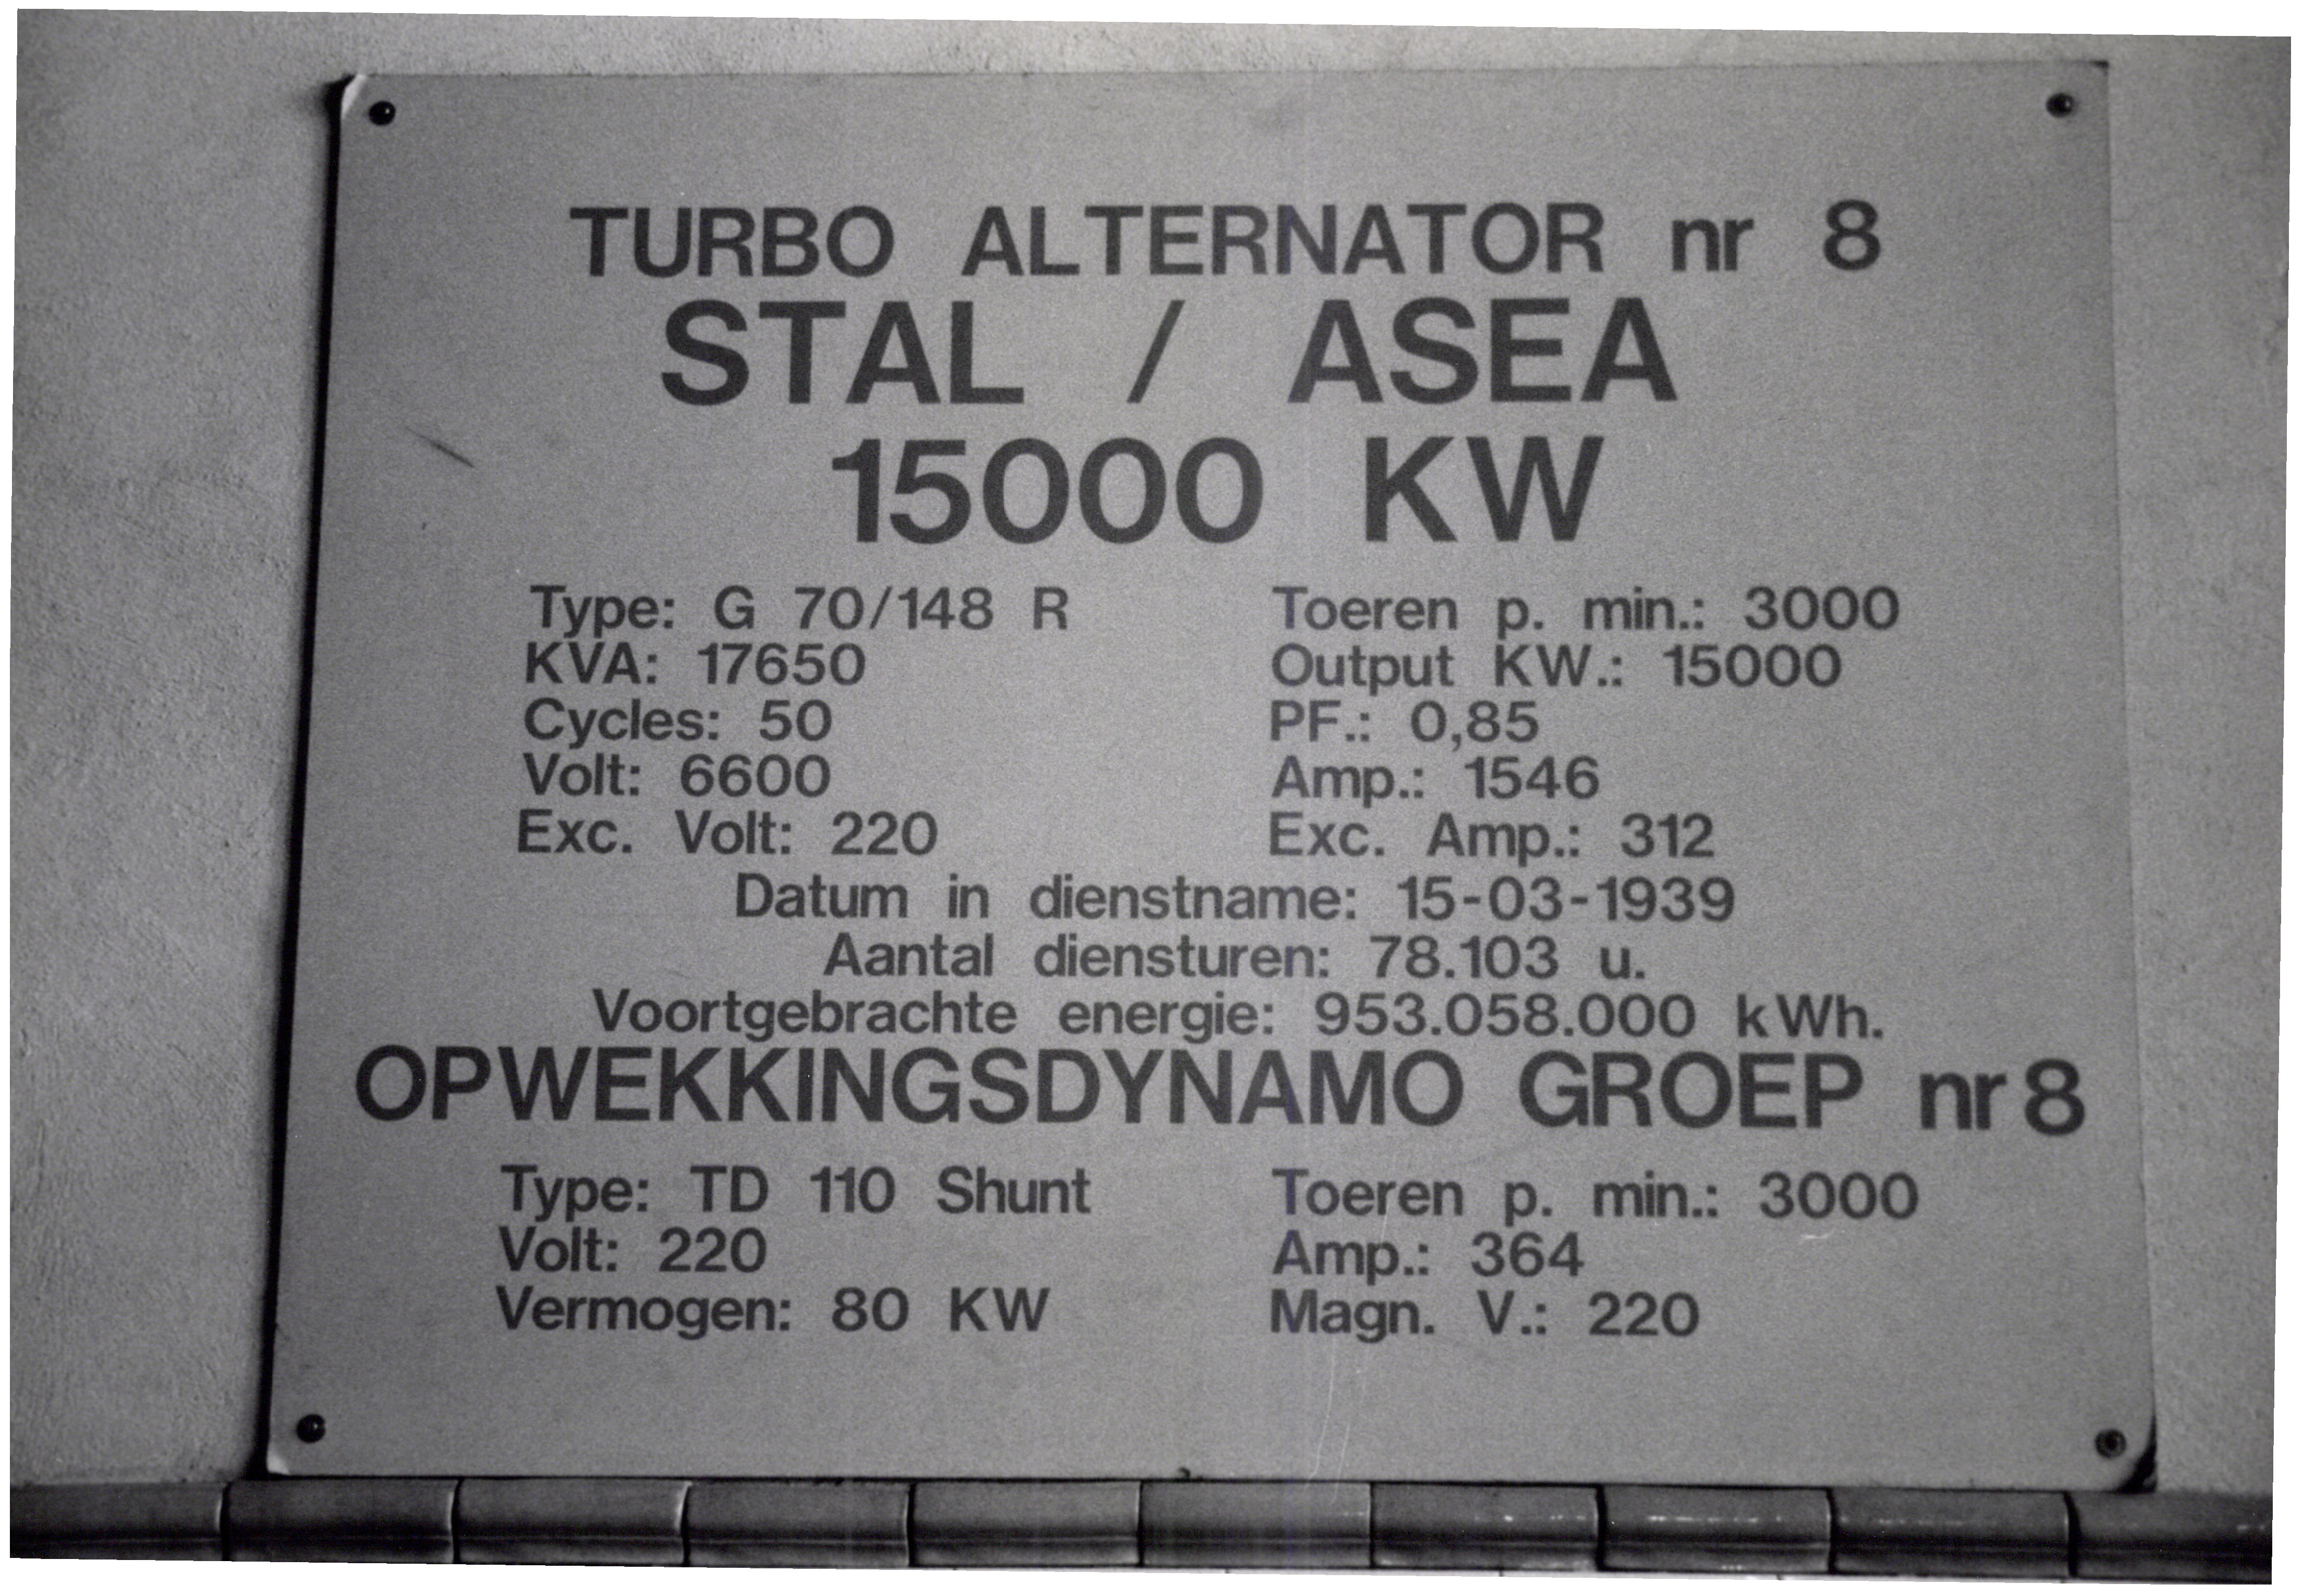 TURBO ALTERNATOR nr 8
STAL / ASEA
15000 KW
Type: G 70/148 R Toeren p. min.: 3000
KVA: 17650 Output KW.: 15000
Cycles: 50 PF.: 0,85
Volt: 6600 Amp.: 1546
Exc. Volt: 220 Exc. Amp.: 312
Datum in dienstname: 15-03-1939
Aantal diensturen: 78.103 u.
Voortgebrachte energie: 953.058.000 kWh.
OPWEKKINGSDYNAMO GROEP nr 8
Type: TD 110 Shunt Toeren p. min.: 3000
Volt: 220 Amp.: 364
Vermogen: 80 KW Magn. V.: 220